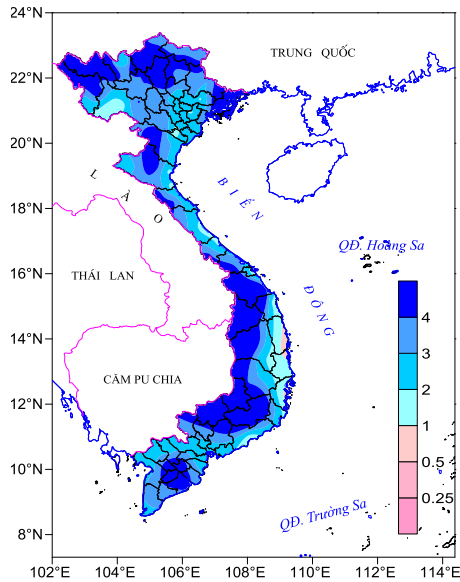 24°N
TRUNG QUỐC
22°N
20°N
LÀO
BIỂN
18°N
QĐ. Hoàng Sa
16°N
THÁI LAN
ĐÔNG
4
14°N
3
CĂM PU CHIA
2
12°N
1
0.5
10°N
0.25
QĐ. Trường Sa
8°N
102°E 104°E 106°E 108°E 110°E 112°E 114°E